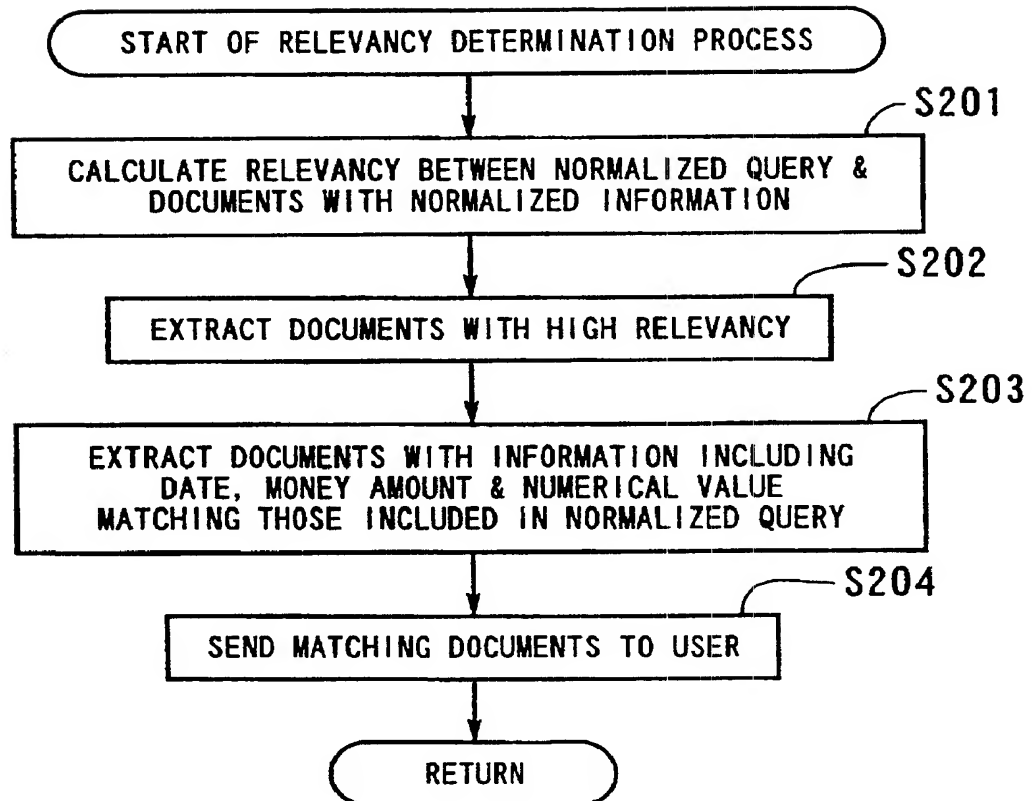 START OF RELEVANCY DETERMINATION PROCESS
S201
CALCULATE RELEVANCY BETWEEN NORMALIZED QUERY &
DOCUMENTS WITH NORMALIZED INFORMATION
S202
EXTRACT DOCUMENTS WITH HIGH RELEVANCY
S203
EXTRACT DOCUMENTS WITH INFORMATION INCLUDING
DATE, MONEY AMOUNT & NUMERICAL VALUE
MATCHING THOSE INCLUDED IN NORMALIZED QUERY
S204
SEND MATCHING DOCUMENTS TO USER
RETURN